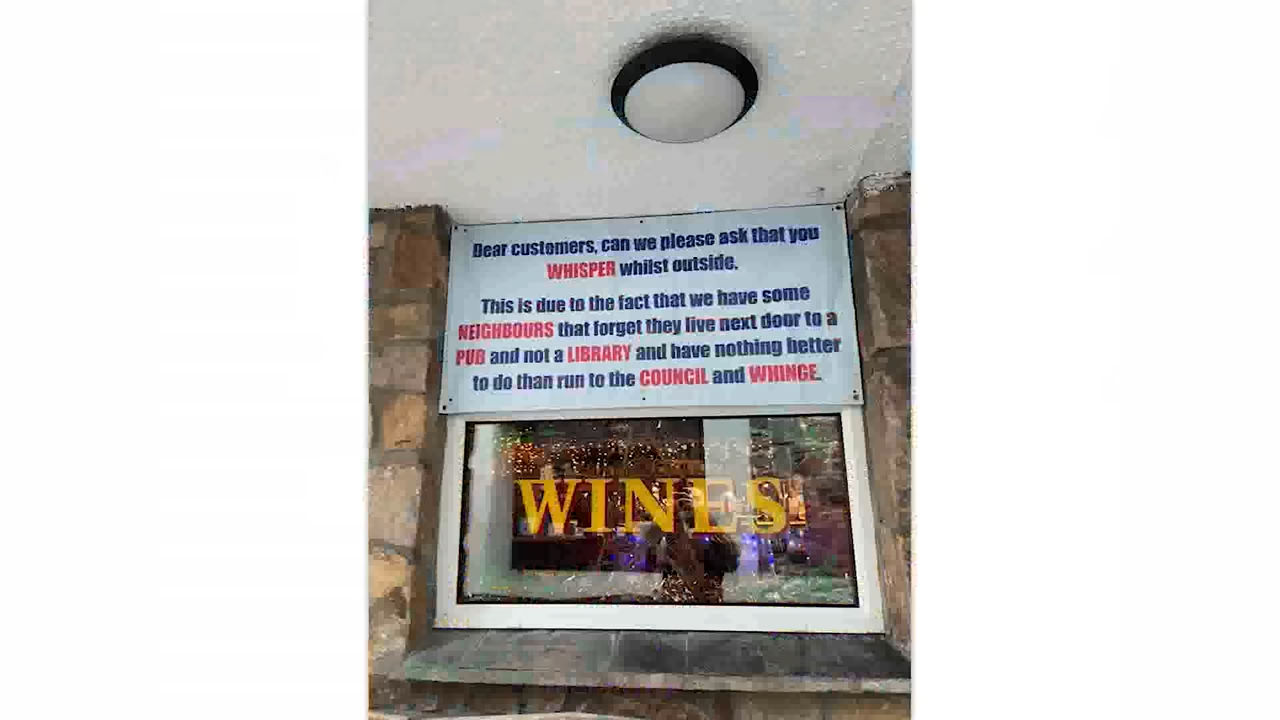 Dear customers, can we please ask that you
WHISPER whilst outside.
This is due to the fact that we have some
NEIGHBOURS that forget they live next door to a
PUB and not a LIBRARY and have nothing better
to do than run to the COUNCIL and WHINGE.
WINES